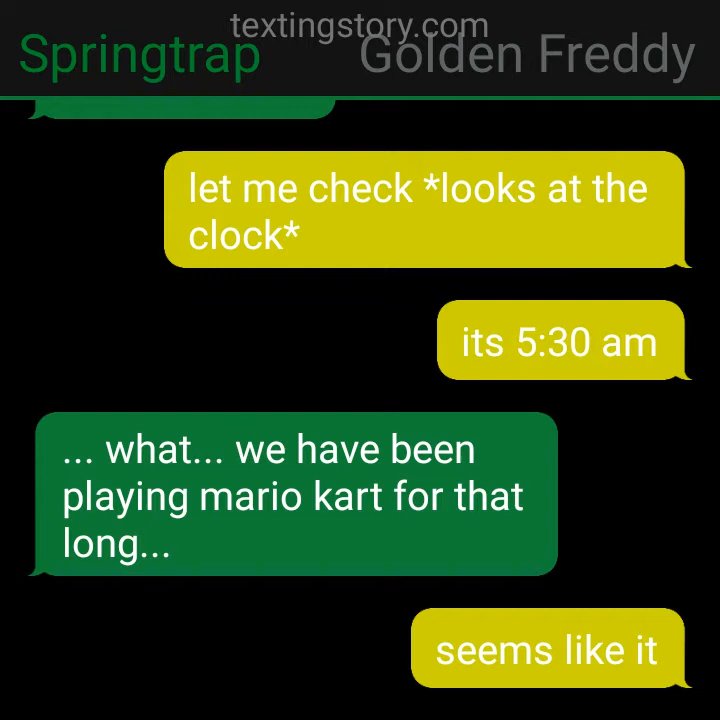 textingstory.com
Springtrap Golden Freddy
let me check *looks at the
clock*
its 5:30 am
... what... we have been
playing mario kart for that
long...
seems like it